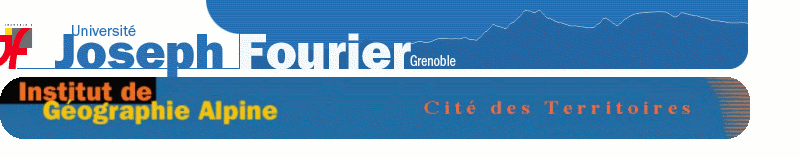 Université
Joseph Fourier
Grenoble
Institut de
Géographie Alpine
Cité des Territoires